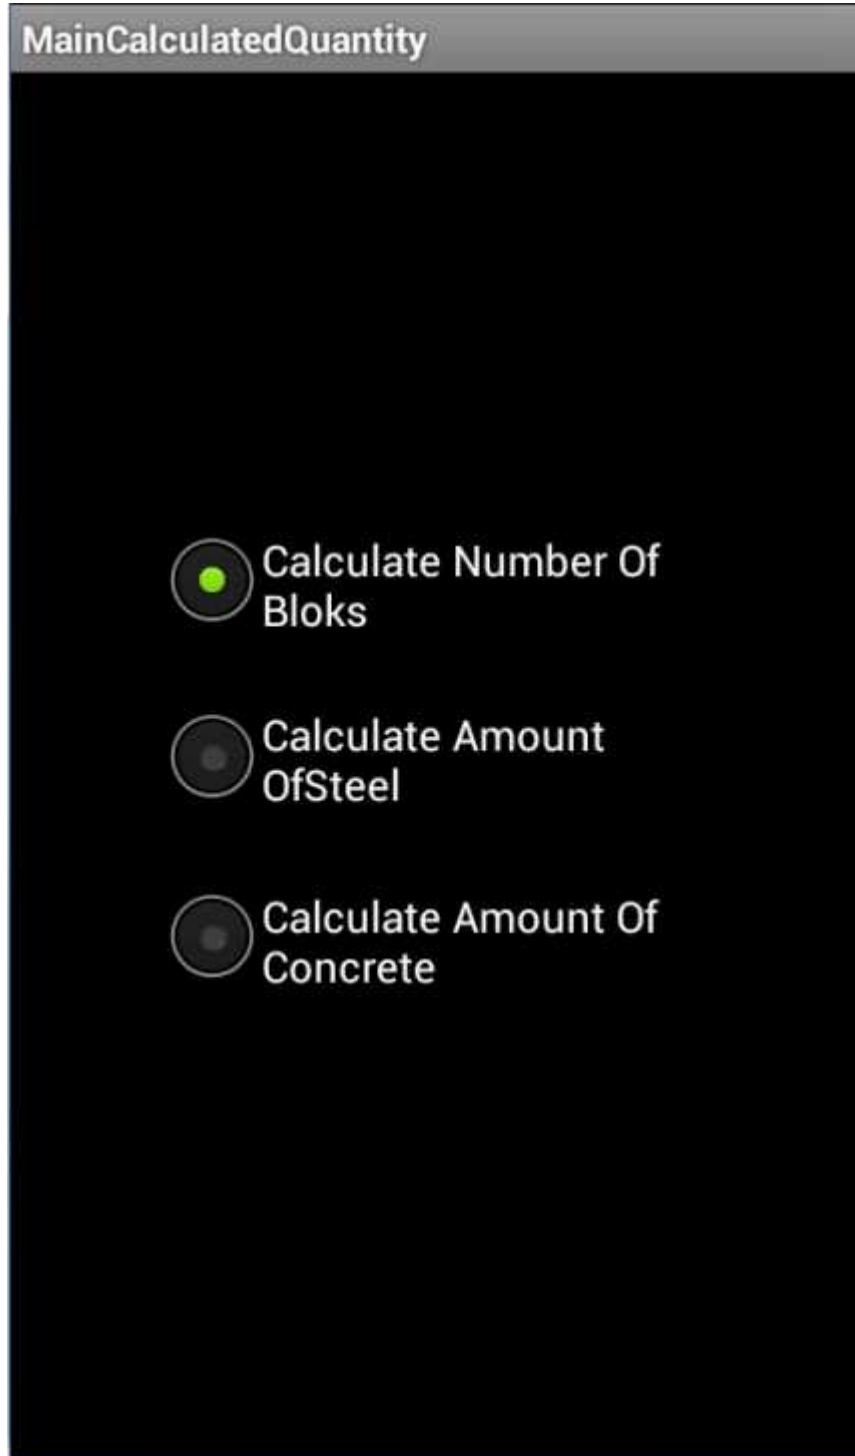 MainCalculatedQuantity
Calculate Number Of
Bloks
Calculate Amount
OfSteel
Calculate Amount Of
Concrete